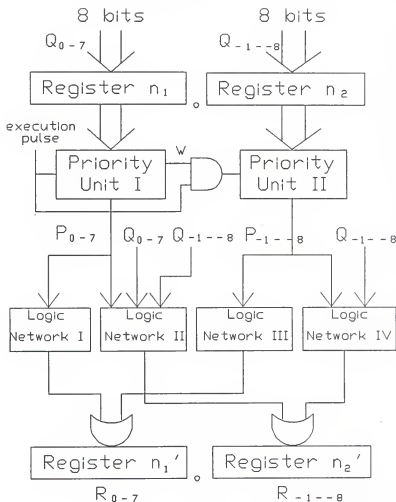 8 bits 8 bits
Q0-7 Q-1--8
Register n1 Register n2
execution
pulse
Priority
Unit I
w
Priority
Unit II
P0-7 Q0-7 Q-1--8 P-1--8 Q-1--8
Logic
Network I
Logic
Network II
Logic
Network III
Logic
Network IV
Register n1' Register n2'
R0-7 R-1--8